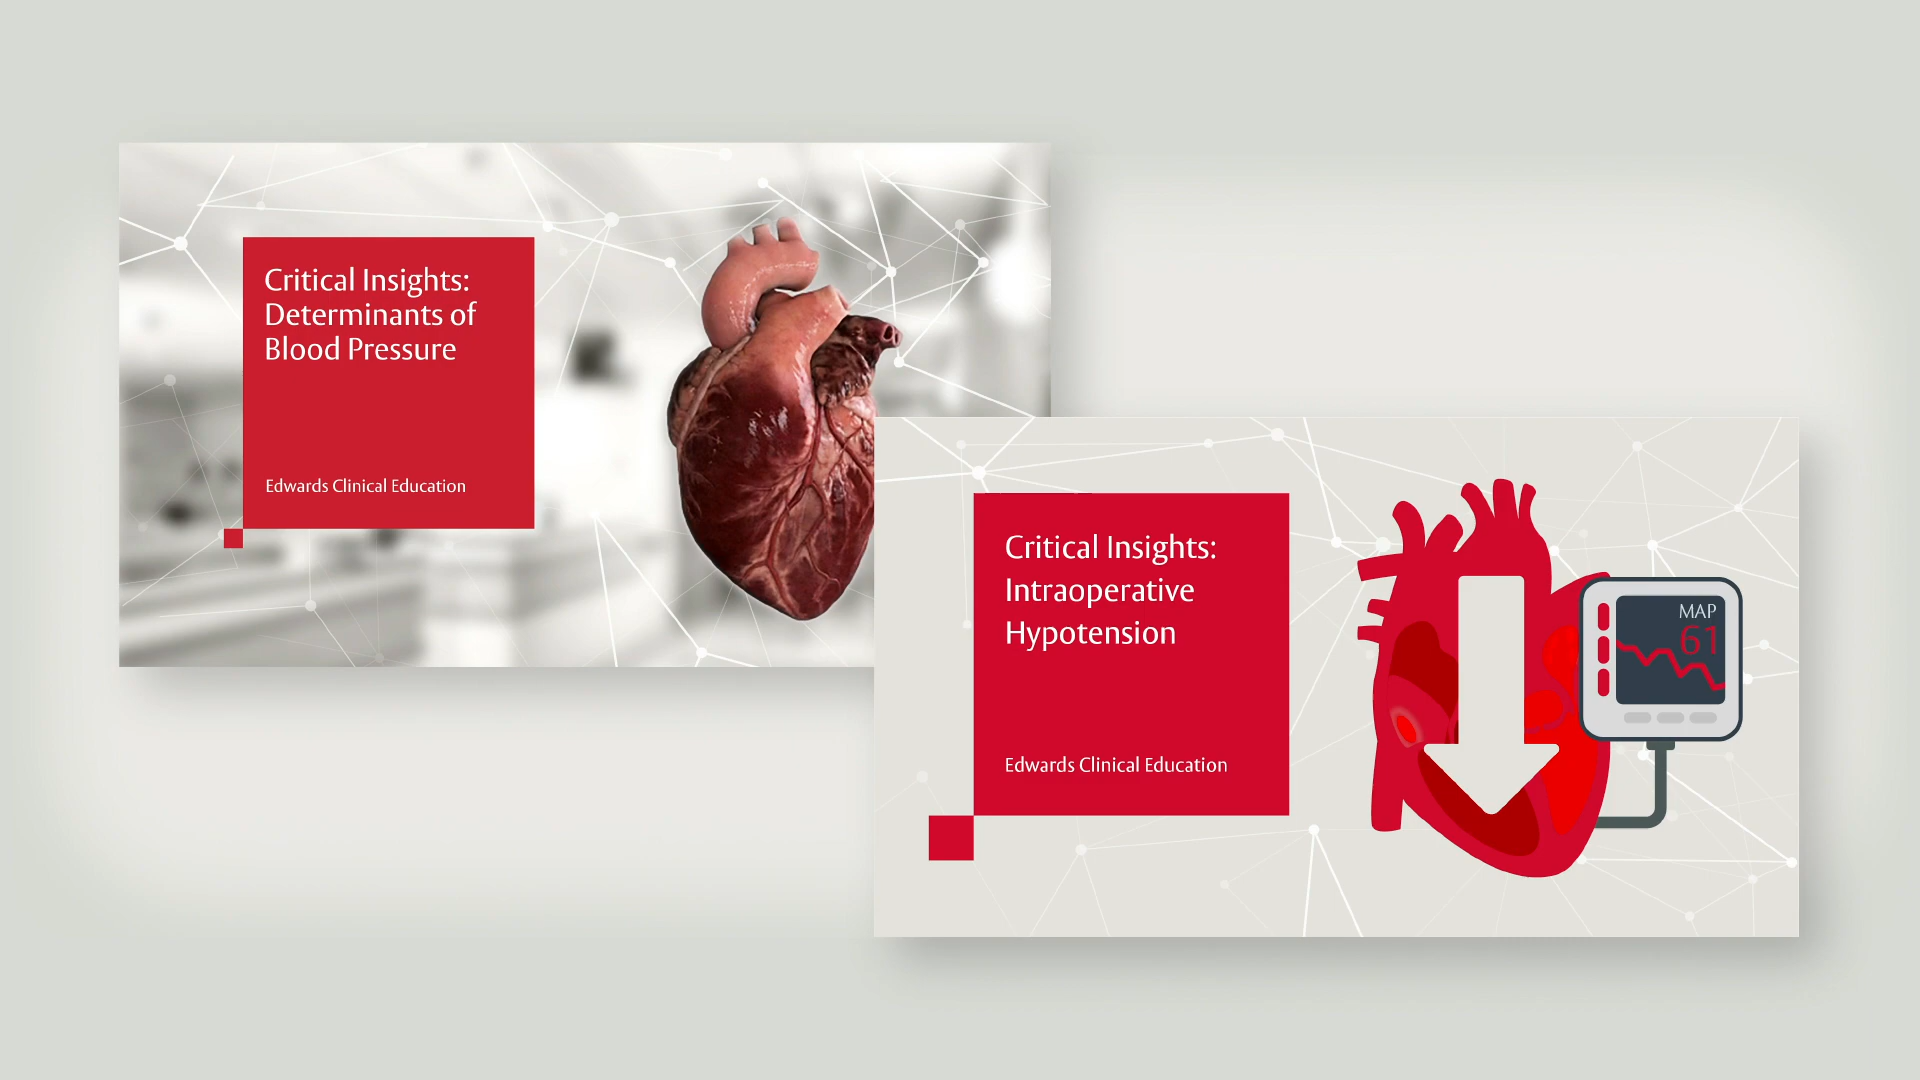 Critical Insights:
Determinants of
Blood Pressure
Edwards Clinical Education
Critical Insights:
Intraoperative
Hypotension
Edwards Clinical Education
MAP
61